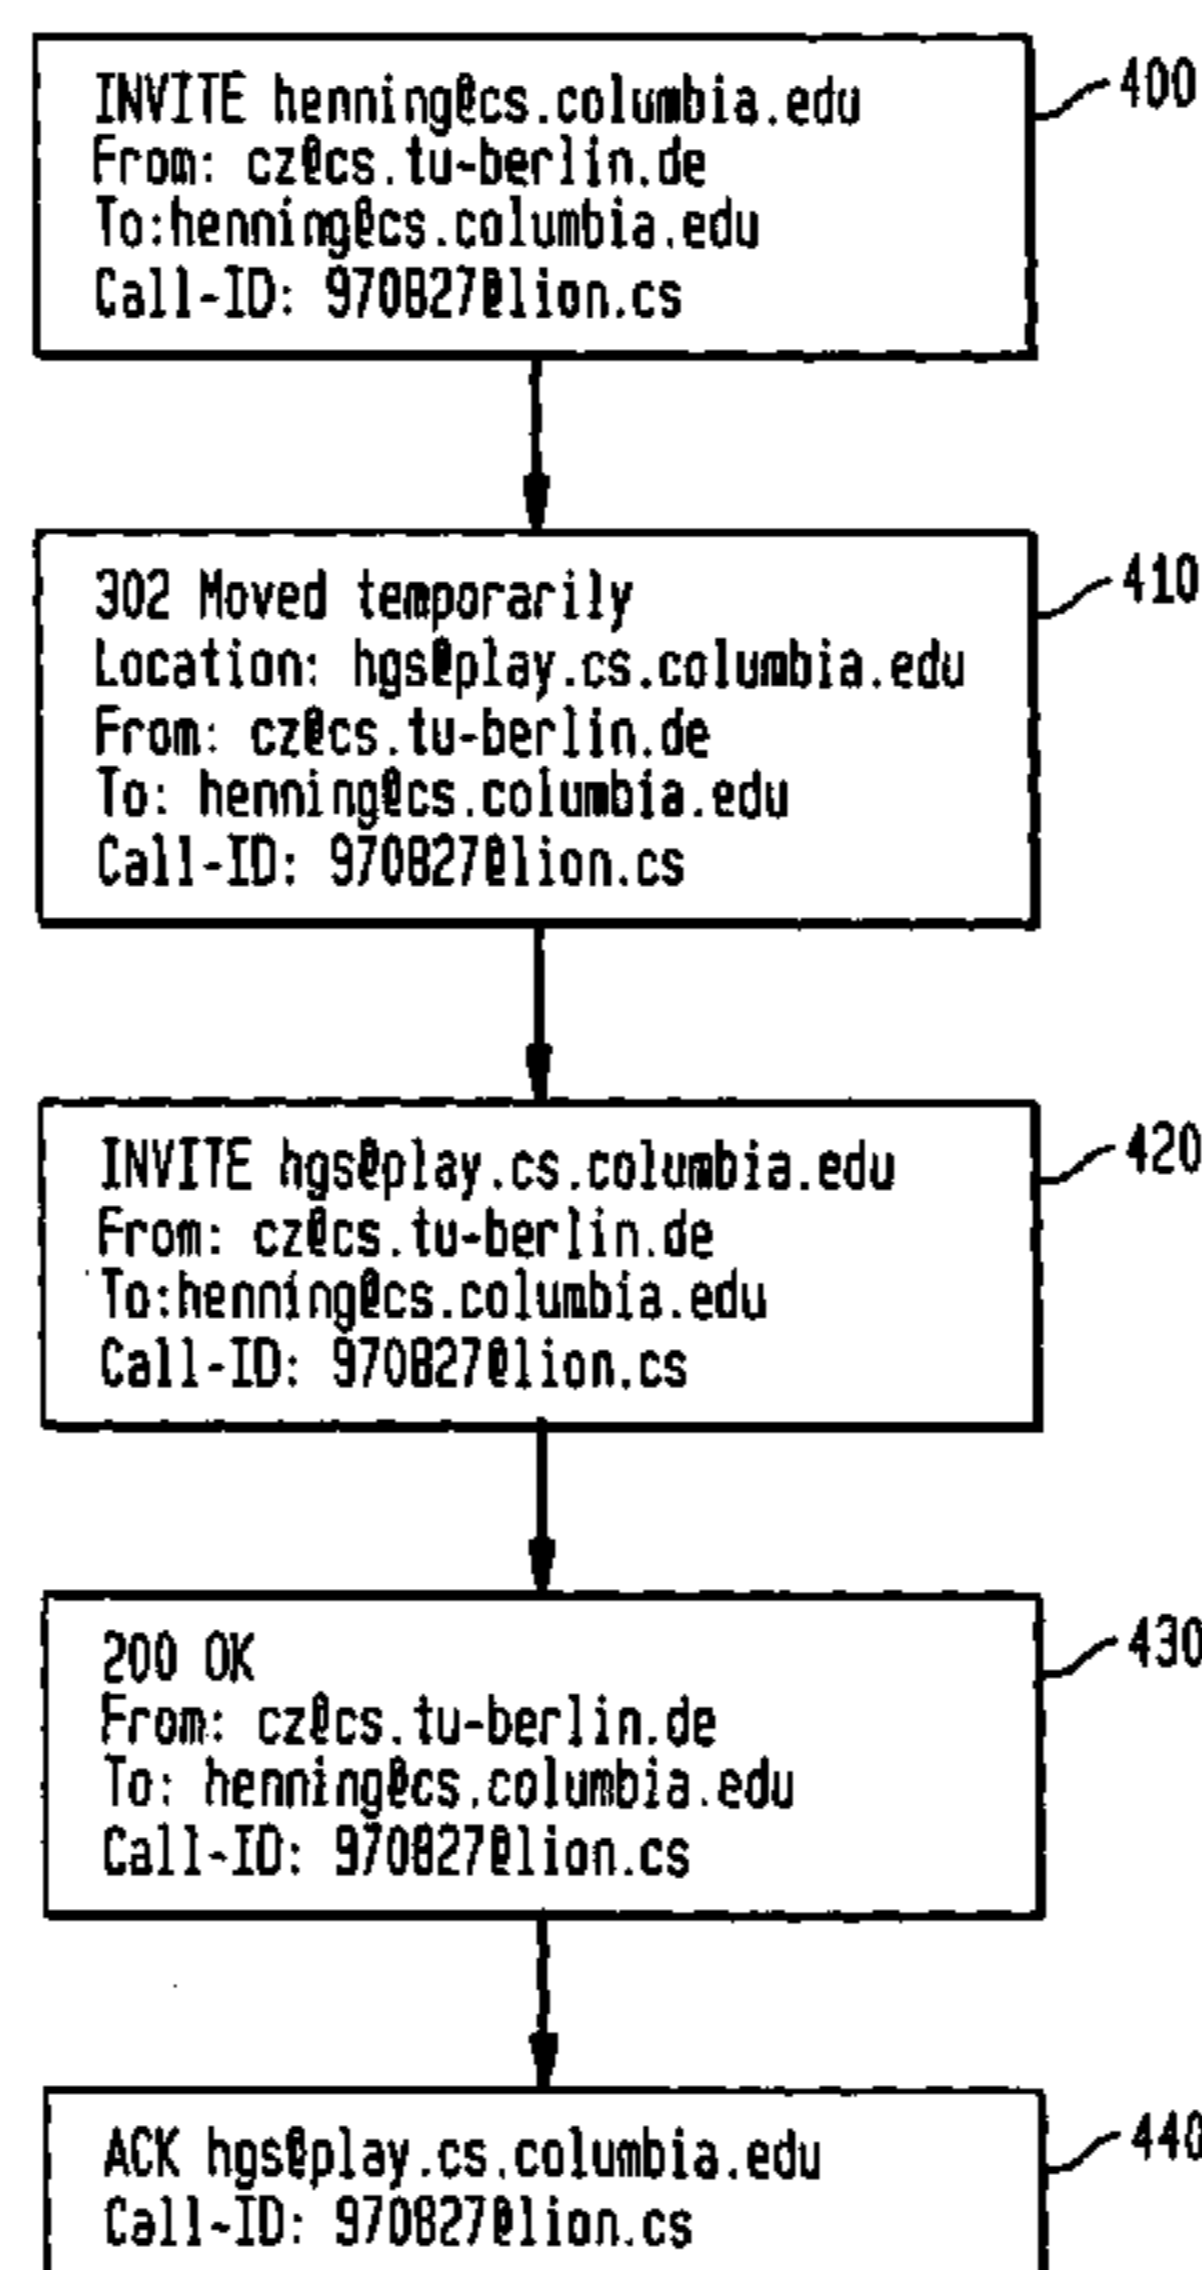 INVITE henning@cs.columbia.edu
From: cz@cs.tu-berlin.de
To:henning@cs.columbia.edu
Call-ID: 970827@lion.cs
400
302 Moved temporarily
Location: hgs@play.cs.columbia.edu
From: cz@cs.tu-berlin.de
To: henning@cs.columbia.edu
Call-ID: 970827@lion.cs
410
INVITE hgs@play.cs.columbia.edu
From: cz@cs.tu-berlin.de
To:henning@cs.columbia.edu
Call-ID: 970827@lion.cs
420
200 OK
From: cz@cs.tu-berlin.de
To: henning@cs.columbia.edu
Call-ID: 970827@lion.cs
430
ACK hgs@play.cs.columbia.edu
Call-ID: 970827@lion.cs
440